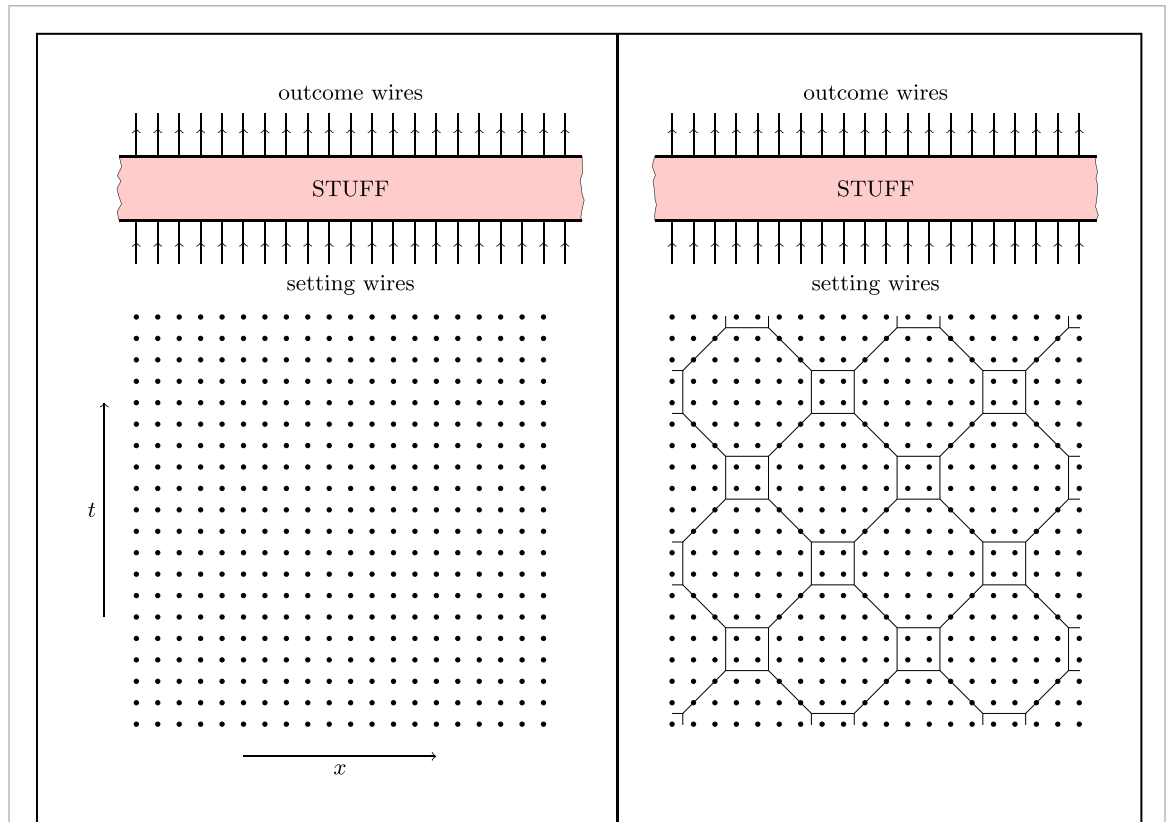 outcome wires
STUFF
setting wires
t
x
outcome wires
STUFF
setting wires